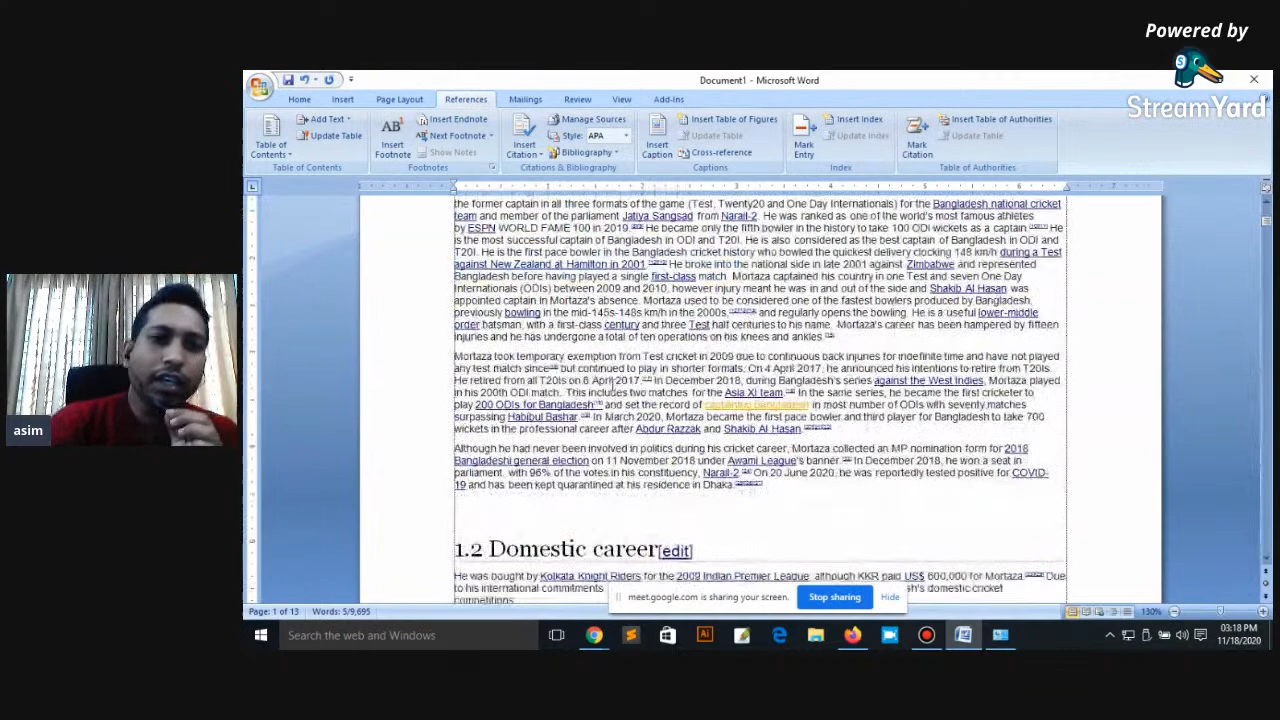 Powered by
StreamYard
Document1 - Microsoft Word
Home Insert Page Layout References Mailings Review View Add-Ins
Add Text Insert Endnote Manage Sources Insert Table of Figures Insert Index Insert Table of Authorities
Update Table Next Footnote Style: APA Update Table Update Index Update Table
Table of Contents Insert Footnote Show Notes Insert Citation Bibliography Insert Caption Cross-reference Mark Entry Mark Citation
Table of Contents Footnotes Citations & Bibliography Captions Index Table of Authorities
the former captain in all three formats of the game (Test, Twenty20 and One Day Internationals) for the Bangladesh national cricket
team and member of the parliament Jatiya Sangsad from Narail-2. He was ranked as one of the world's most famous athletes
by ESPN WORLD FAME 100 in 2019. He became only the fifth bowler in the history to take 100 ODI wickets as a captain. He
is the most successful captain of Bangladesh in ODI and T20I. He is also considered as the best captain of Bangladesh in ODI and
T20I. He is the first pace bowler in the Bangladesh cricket history who bowled the quickest delivery clocking 148 km/h during a Test
against New Zealand at Hamilton in 2001. He broke into the national side in late 2001 against Zimbabwe and represented
Bangladesh before having played a single first-class match. Mortaza captained his country in one Test and seven One Day
Internationals (ODIs) between 2009 and 2010, however injury meant he was in and out of the side and Shakib Al Hasan was
appointed captain in Mortaza's absence. Mortaza used to be considered one of the fastest bowlers produced by Bangladesh,
previously bowling in the mid-145s-148s km/h in the 2000s, and regularly opens the bowling. He is a useful lower-middle
order batsman, with a first-class century and three Test half centuries to his name. Mortaza's career has been hampered by fifteen
injuries and he has undergone a total of ten operations on his knees and ankles.
Mortaza took temporary exemption from Test cricket in 2009 due to continuous back injuries for indefinite time and have not played
any test match since but continued to play in shorter formats. On 4 April 2017, he announced his intentions to retire from T20Is.
He retired from all T20Is on 6 April 2017. In December 2018, during Bangladesh's series against the West Indies, Mortaza played
in his 200th ODI match. This includes two matches for the Asia XI team. In the same series, he became the first cricketer to
play 200 ODIs for Bangladesh and set the record of captaining Bangladesh in most number of ODIs with seventy matches
surpassing Habibul Bashar. In March 2020, Mortaza became the first pace bowler and third player for Bangladesh to take 700
wickets in the professional career after Abdur Razzak and Shakib Al Hasan.
Although he had never been involved in politics during his cricket career, Mortaza collected an MP nomination form for 2018
Bangladeshi general election on 11 November 2018 under Awami League's banner. In December 2018, he won a seat in
parliament, with 96% of the votes in his constituency, Narail-2. On 20 June 2020, he was reportedly tested positive for COVID-
19 and has been kept quarantined at his residence in Dhaka.
1.2 Domestic career[edit]
He was bought by Kolkata Knight Riders for the 2009 Indian Premier League although KKR paid US$ 600,000 for Mortaza Due
to his international commitments 's domestic cricket
competitions
meet.google.com is sharing your screen. Stop sharing Hide
asim
Page: 1 of 13 Words: 5/9,695 130%
Search the web and Windows
03:18 PM
11/18/2020